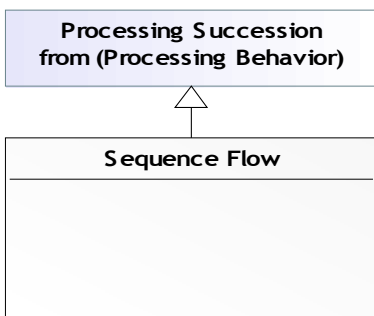 Processing Succession
from (Processing Behavior)
Sequence Flow